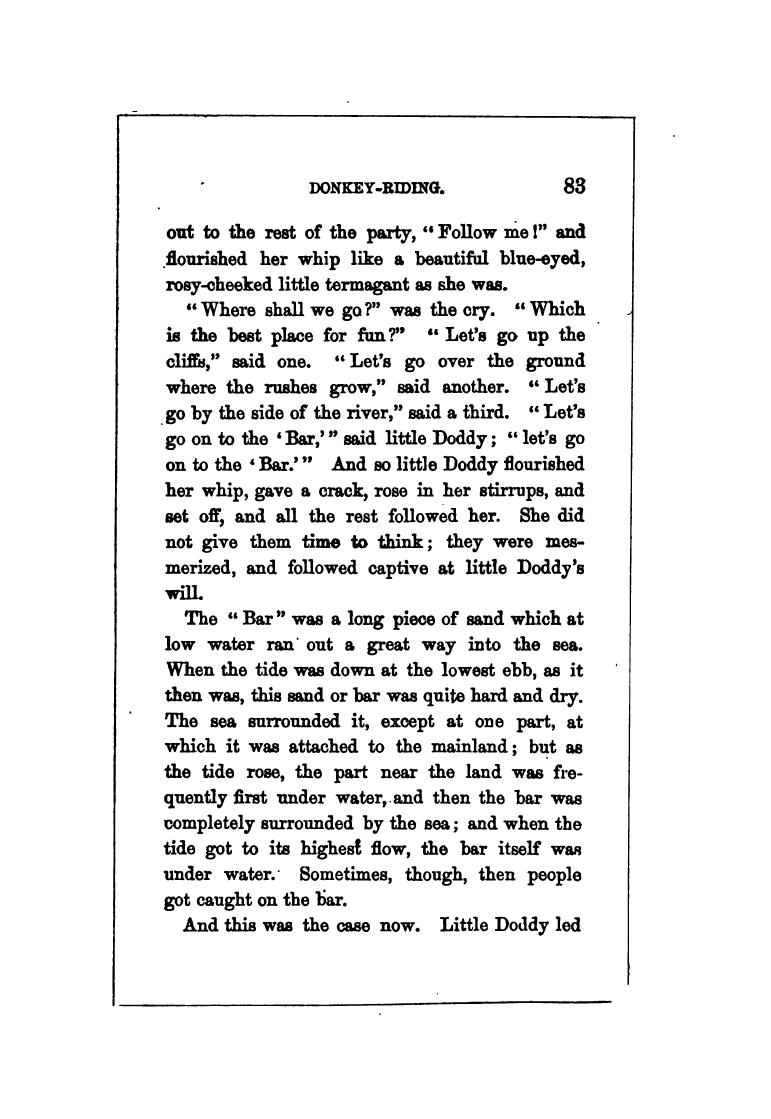 DONKEY-RIDING. 83
out to the rest of the party, “Follow me!” and
flourished her whip like a beautiful blue-eyed,
rosy-cheeked little termagant as she was.
“Where shall we go?” was the cry. “Which
is the best place for fun?” “Let’s go up the
cliffs,” said one. “Let’s go over the ground
where the rushes grow,” said another. “Let’s
go by the side of the river,” said a third. “Let’s
go on to the ‘Bar,’” said little Doddy; “let’s go
on to the ‘Bar.’” And so little Doddy flourished
her whip, gave a crack, rose in her stirrups, and
set off, and all the rest followed her. She did
not give them time to think; they were mes-
merized, and followed captive at little Doddy’s
will.
The “Bar” was a long piece of sand which at
low water ran out a great way into the sea.
When the tide was down at the lowest ebb, as it
then was, this sand or bar was quite hard and dry.
The sea surrounded it, except at one part, at
which it was attached to the mainland; but as
the tide rose, the part near the land was fre-
quently first under water, and then the bar was
completely surrounded by the sea; and when the
tide got to its highest flow, the bar itself was
under water. Sometimes, though, then people
got caught on the bar.
And this was the case now. Little Doddy led